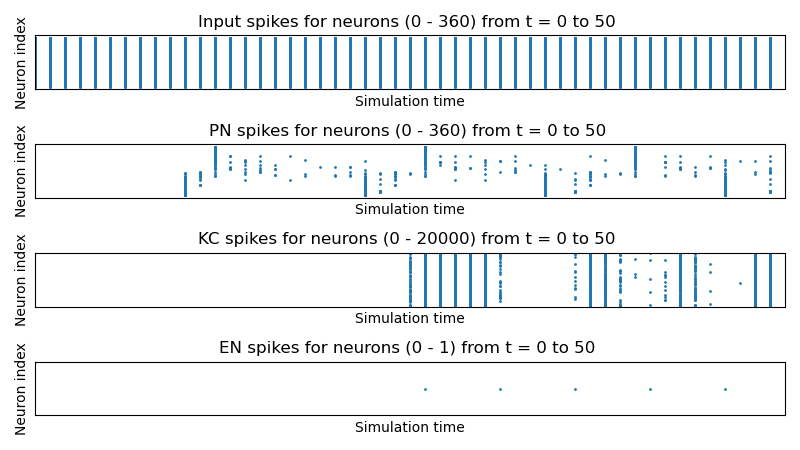 Input spikes for neurons (0 - 360) from t = 0 to 50
Neuron index
Simulation time
PN spikes for neurons (0 - 360) from t = 0 to 50
Neuron index
Simulation time
KC spikes for neurons (0 - 20000) from t = 0 to 50
Neuron index
Simulation time
EN spikes for neurons (0 - 1) from t = 0 to 50
Neuron index
Simulation time